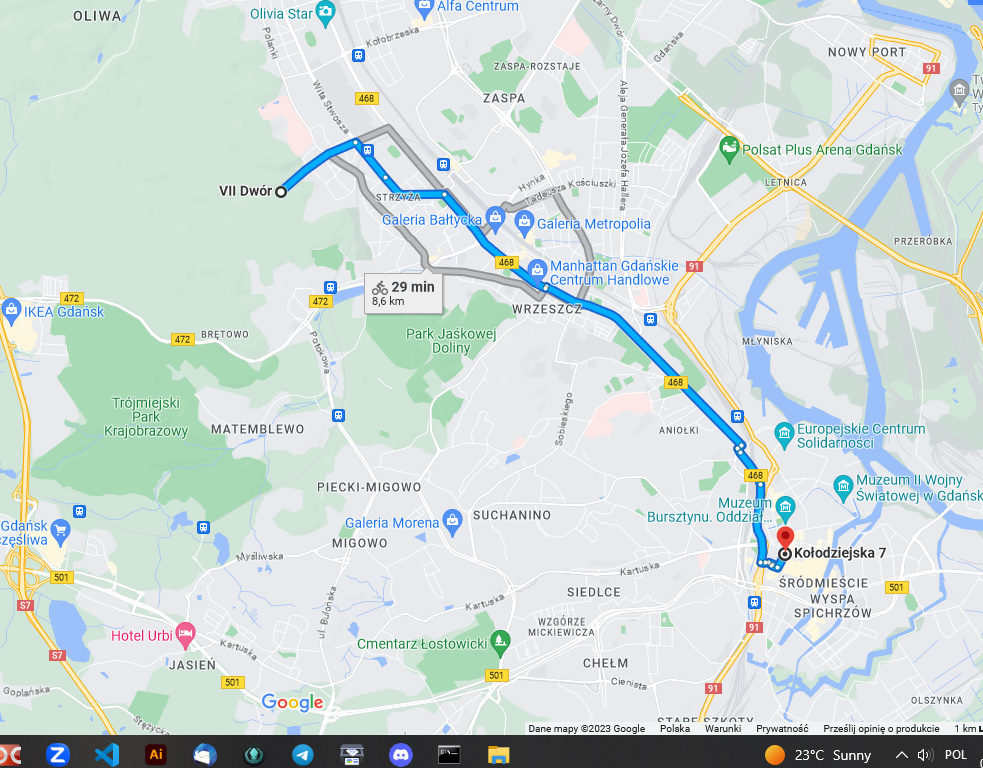 OLIWA
Olivia Star
Alfa Centrum
Polanki
Kołobrzeska
Czarny Dwór
Gdańska
NOWY PORT
91
468
ZASPA-ROZSTAJE
ZASPA
Wita Stwosza
Aleja Generała Józefa Hallera
Polsat Plus Arena Gdańsk
VII Dwór
STRZYŻA
Hynka
Tadeusza Kościuszki
LETNICA
Galeria Bałtycka
Galeria Metropolia
PRZERÓBKA
468
Manhattan Gdańskie
Centrum Handlowe
91
29 min
8,6 km
472
472
IKEA Gdańsk
WRZESZCZ
472
BRĘTOWO
Potokowa
Park Jaśkowej
Doliny
MŁYNISKA
468
Trójmiejski
Park
Krajobrazowy
MATEMBLEWO
Sobieskiego
ANIOŁKI
Europejskie Centrum
Solidarności
468
Muzeum II Wojny
Światowej w Gdańsku
PIECKI-MIGOWO
Muzeum
Bursztynu. Oddział...
Galeria Morena
SUCHANINO
Gdańsk
MIGOWO
Kołodziejska 7
Myśliwska
Kartuska
501
ŚRÓDMIEŚCIE
501
S7
SIEDLCE
WYSPA
SPICHRZÓW
Kartuska
ul. Bulońska
WZGÓRZE
MICKIEWICZA
91
Hotel Urbi
Cmentarz Łostowicki
Kartuska
S7
JASIEŃ
CHEŁM
501
501
Cienista
91
Goplańska
Google
OLSZYNKA
Stężycka
STARE SZKOTY
Dane mapy ©2023 Google
Polska
Warunki
Prywatność
Prześlij opinię o produkcie
1 km
Z
Ai
23°C Sunny
POL